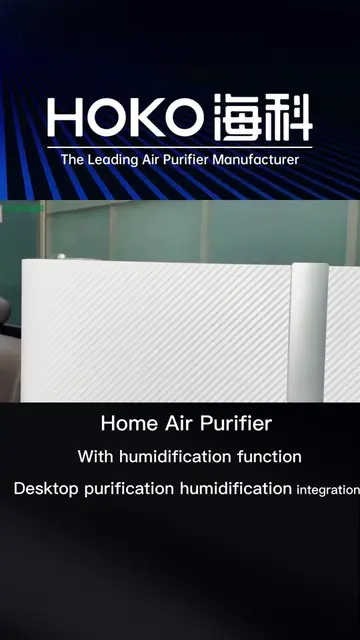 HOKO海科
The Leading Air Purifier Manufacturer
Home Air Purifier
With humidification function
Desktop purification humidification integration